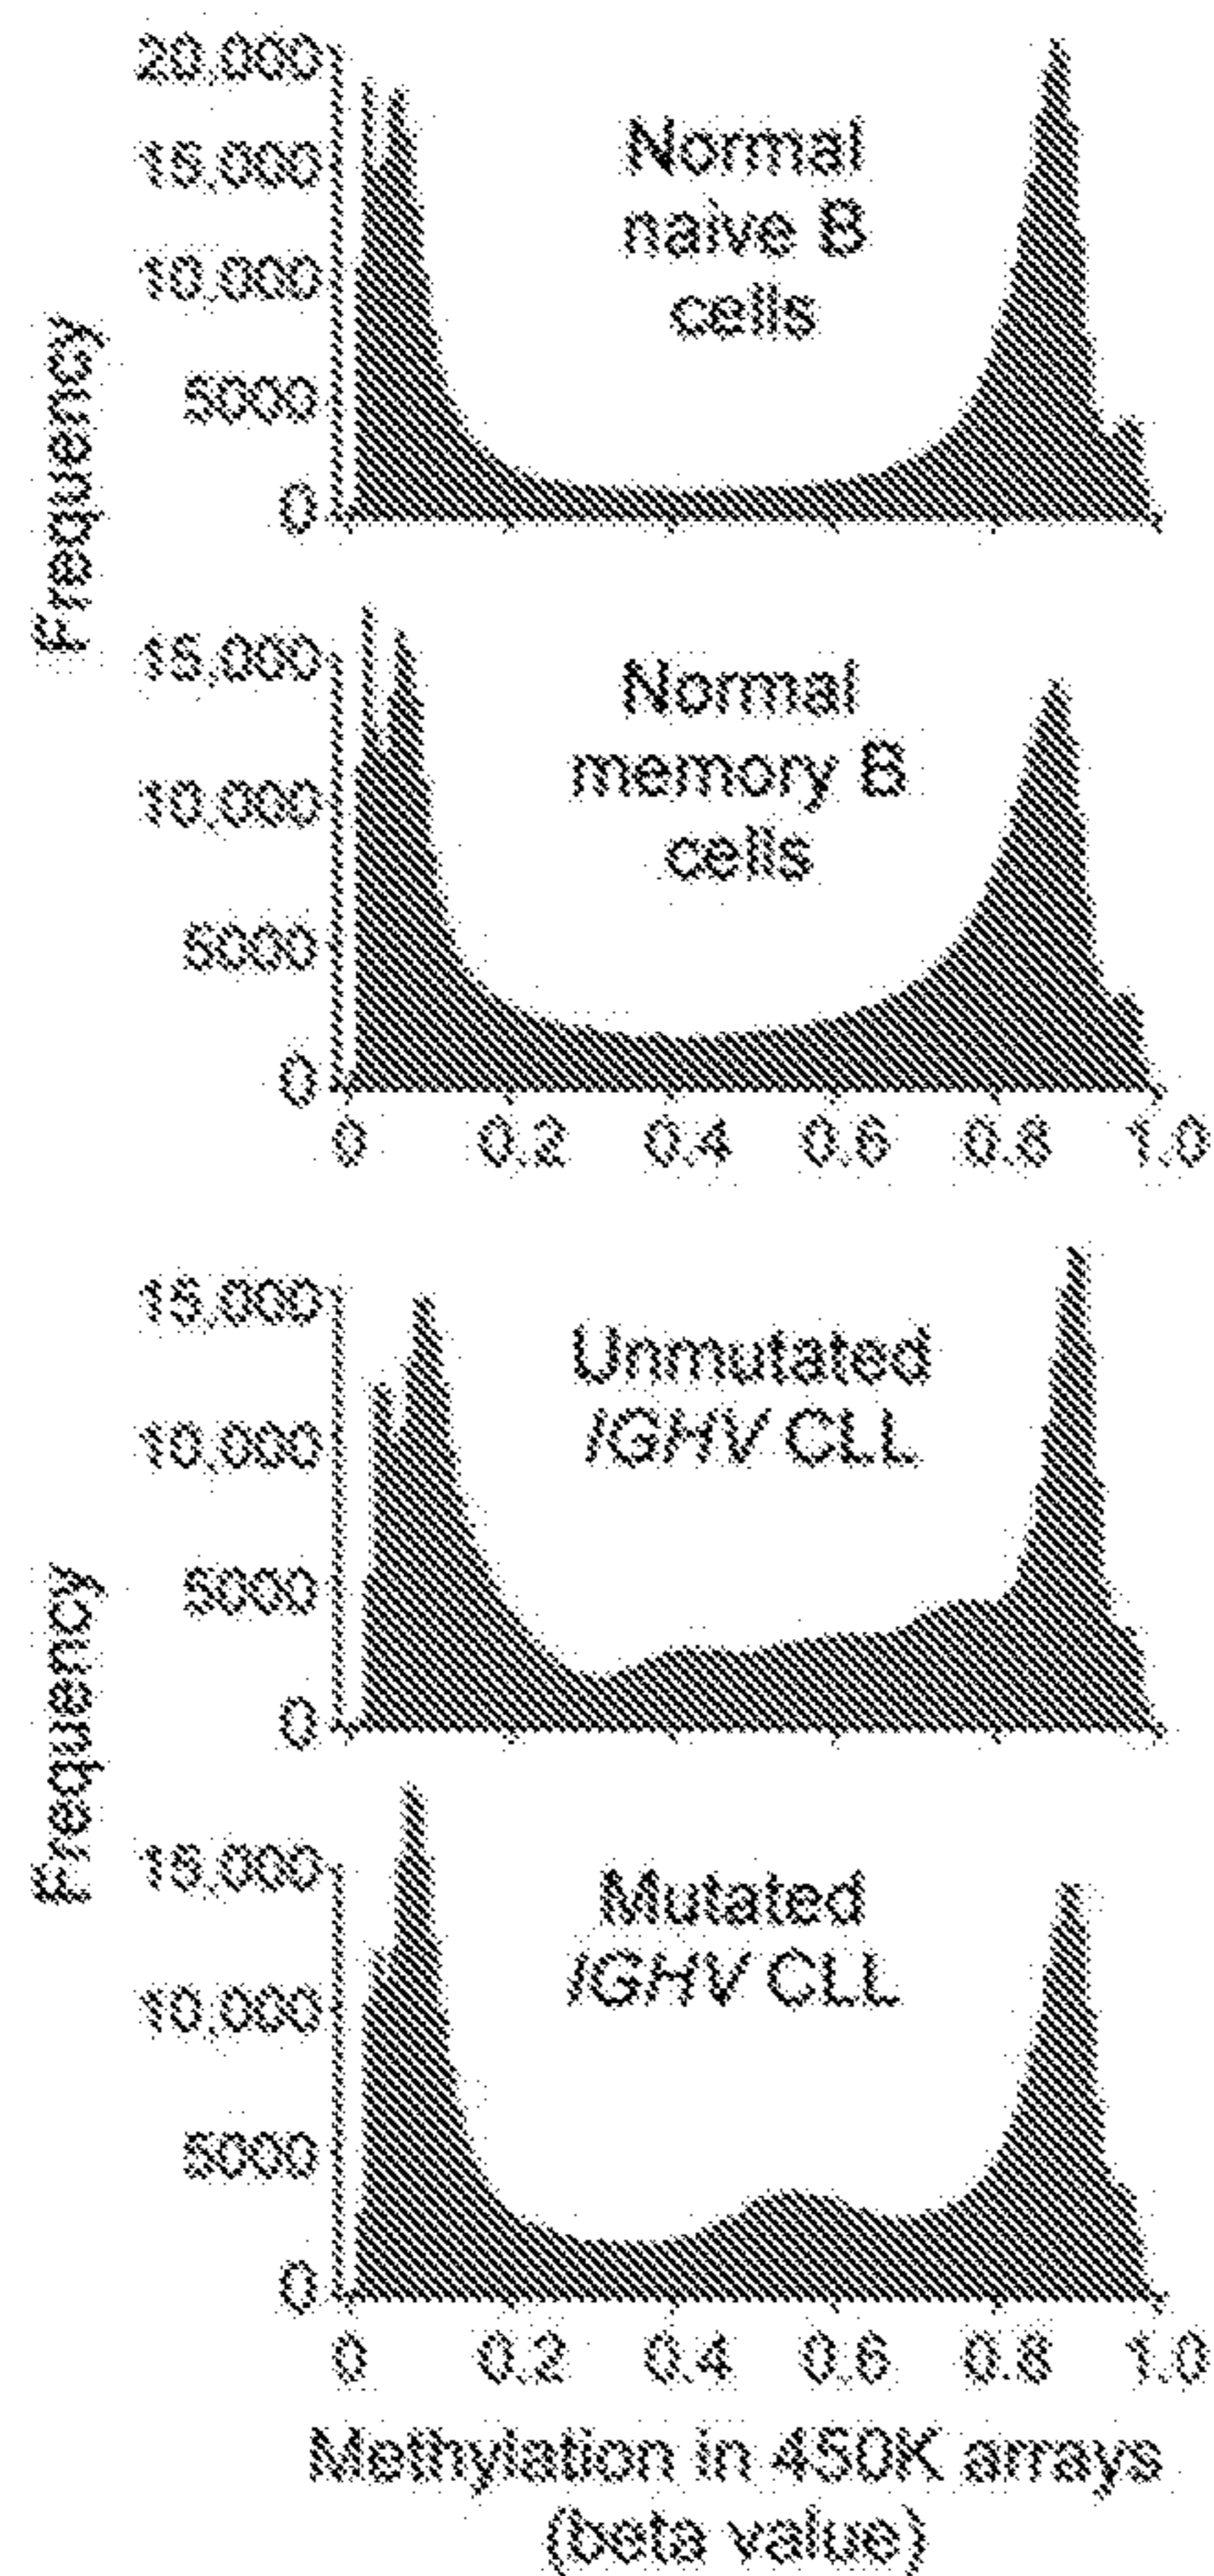 20,000
15,000
10,000
5000
0
Normal
naive B
cells
Frequency
15,000
10,000
5000
0
Normal
memory B
cells
0 0.2 0.4 0.6 0.8 1.0
15,000
10,000
5000
0
Unmutated
IGHV CLL
Frequency
15,000
10,000
5000
0
Mutated
IGHV CLL
0 0.2 0.4 0.6 0.8 1.0
Methylation in 450K arrays
(beta value)